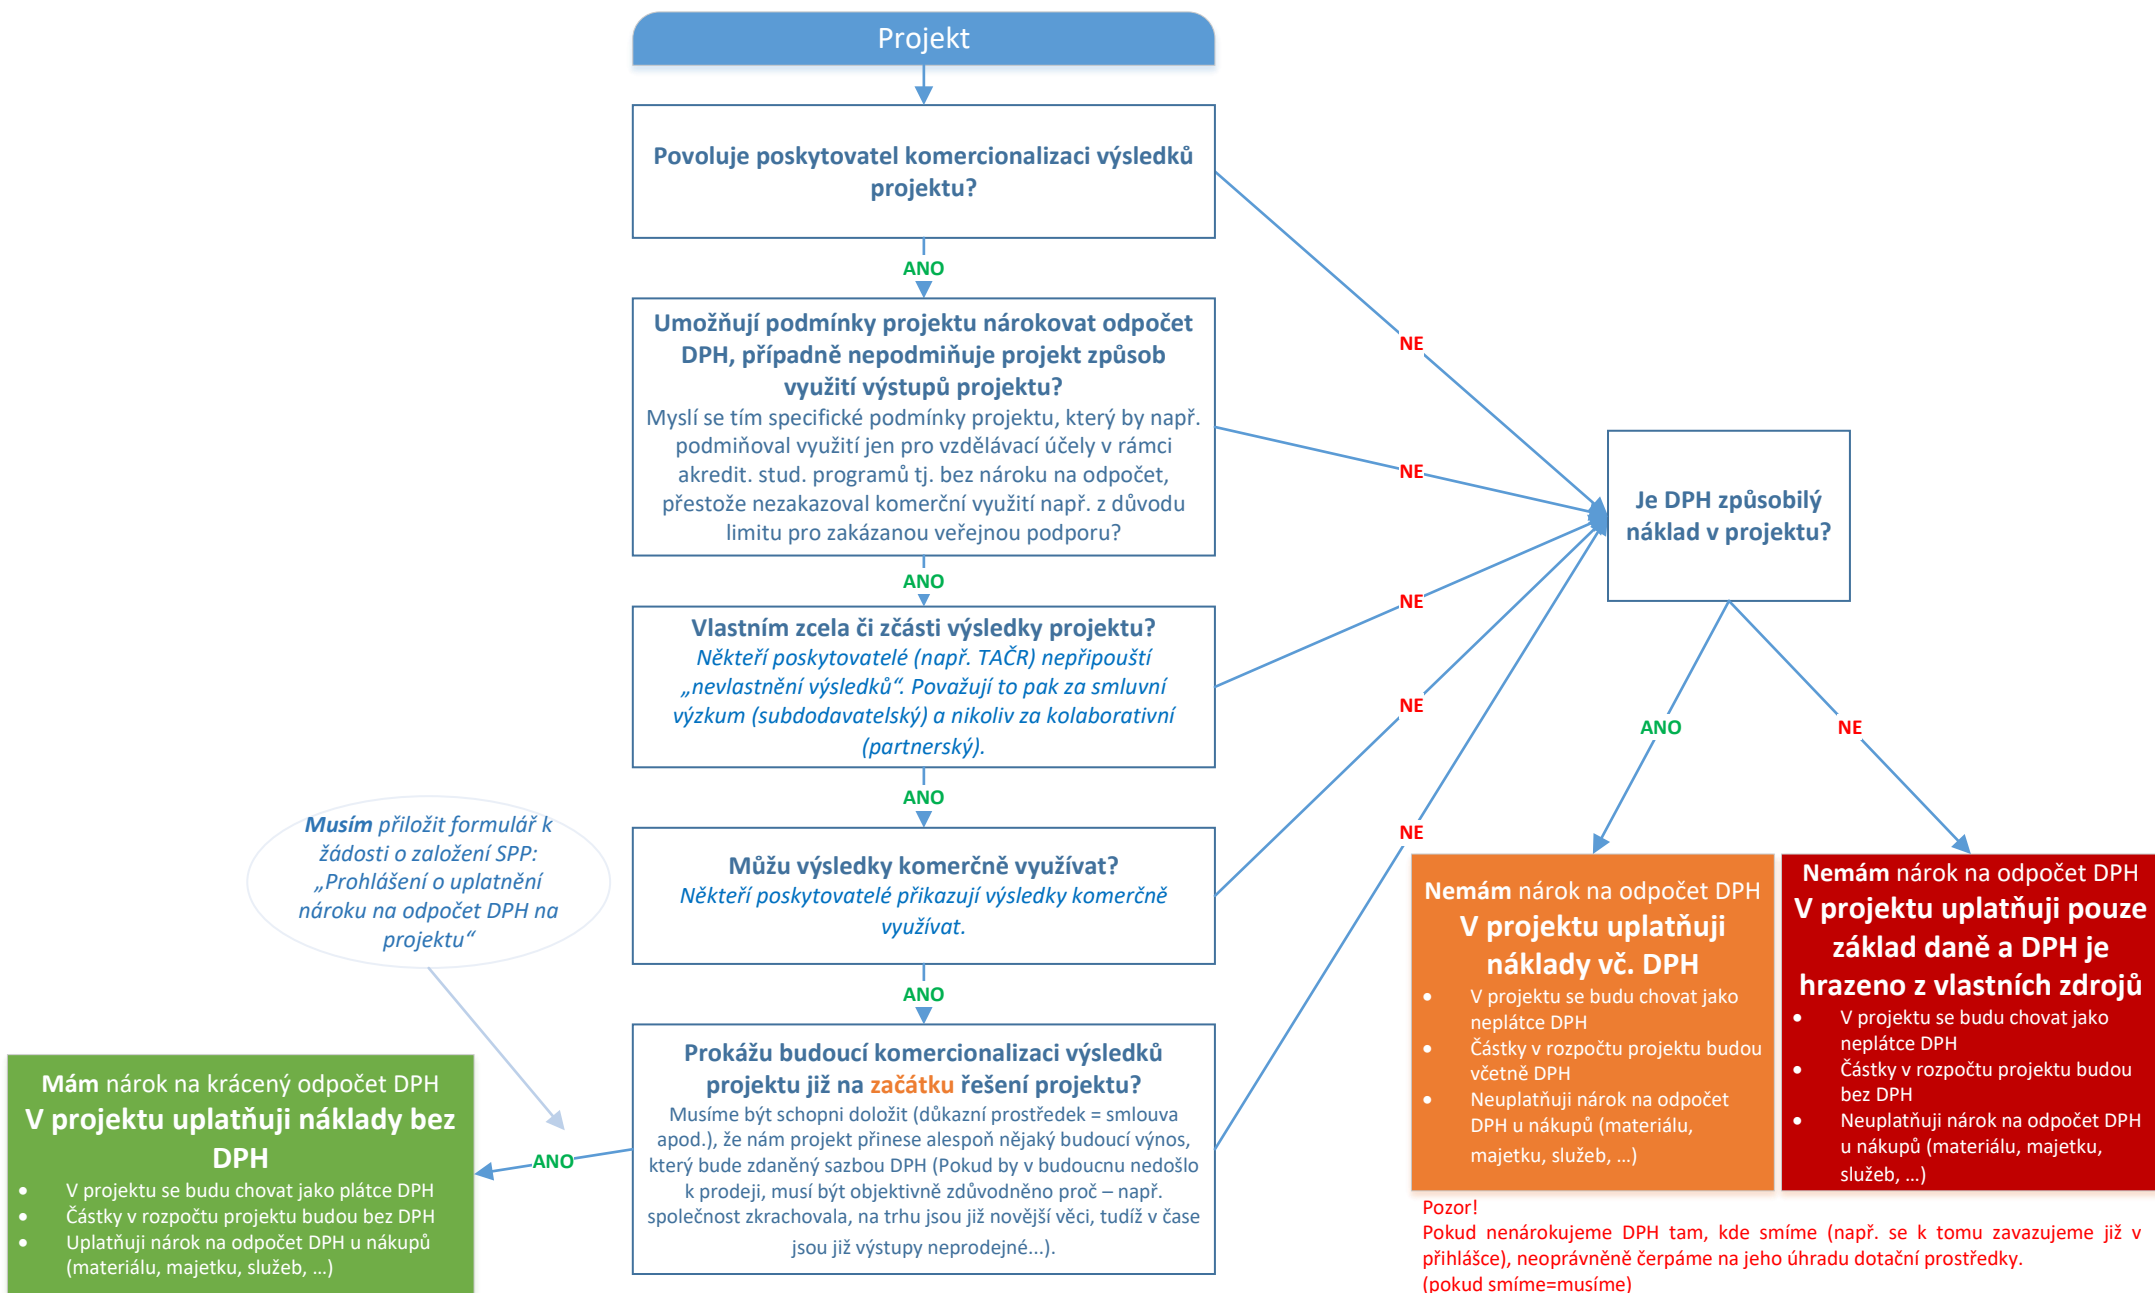 Projekt
Povoluje poskytovatel komercionalizaci výsledků
projektu?
ANO
NE
Umožňují podmínky projektu nárokovat odpočet
DPH, případně nepodmiňuje projekt způsob
využití výstupů projektu?
Myslí se tím specifické podmínky projektu, který by např.
podmiňoval využití jen pro vzdělávací účely v rámci
akredit. stud. programů tj. bez nároku na odpočet,
přestože nezakazoval komerční využití např. z důvodu
limitu pro zakázanou veřejnou podporu?
ANO
NE
Vlastním zcela či zčásti výsledky projektu?
Někteří poskytovatelé (např. TAČR) nepřipouští
„nevlastnění výsledků“. Považují to pak za smluvní
výzkum (subdodavatelský) a nikoliv za kolaborativní
(partnerský).
ANO
NE
Můžu výsledky komerčně využívat?
Někteří poskytovatelé přikazují výsledky komerčně
využívat.
ANO
NE
Prokážu budoucí komercionalizaci výsledků
projektu již na začátku řešení projektu?
Musíme být schopni doložit (důkazní prostředek = smlouva
apod.), že nám projekt přinese alespoň nějaký budoucí výnos,
který bude zdaněný sazbou DPH (Pokud by v budoucnu nedošlo
k prodeji, musí být objektivně zdůvodněno proč – např.
společnost zkrachovala, na trhu jsou již novější věci, tudíž v čase
jsou již výstupy neprodejné...).
ANO
NE
Musím přiložit formulář k
žádosti o založení SPP:
„Prohlášení o uplatnění
nároku na odpočet DPH na
projektu“
Mám nárok na krácený odpočet DPH
V projektu uplatňuji náklady bez
DPH
• V projektu se budu chovat jako plátce DPH
• Částky v rozpočtu projektu budou bez DPH
• Uplatňuji nárok na odpočet DPH u nákupů
(materiálu, majetku, služeb, …)
Je DPH způsobilý
náklad v projektu?
ANO
NE
Nemám nárok na odpočet DPH
V projektu uplatňuji
náklady vč. DPH
• V projektu se budu chovat jako
neplátce DPH
• Částky v rozpočtu projektu budou
včetně DPH
• Neuplatňuji nárok na odpočet
DPH u nákupů (materiálu,
majetku, služeb, …)
Nemám nárok na odpočet DPH
V projektu uplatňuji pouze
základ daně a DPH je
hrazeno z vlastních zdrojů
• V projektu se budu chovat jako
neplátce DPH
• Částky v rozpočtu projektu budou
bez DPH
• Neuplatňuji nárok na odpočet DPH
u nákupů (materiálu, majetku,
služeb, …)
Pozor!
Pokud nenárokujeme DPH tam, kde smíme (např. se k tomu zavazujeme již v
přihlášce), neoprávněně čerpáme na jeho úhradu dotační prostředky.
(pokud smíme=musíme)